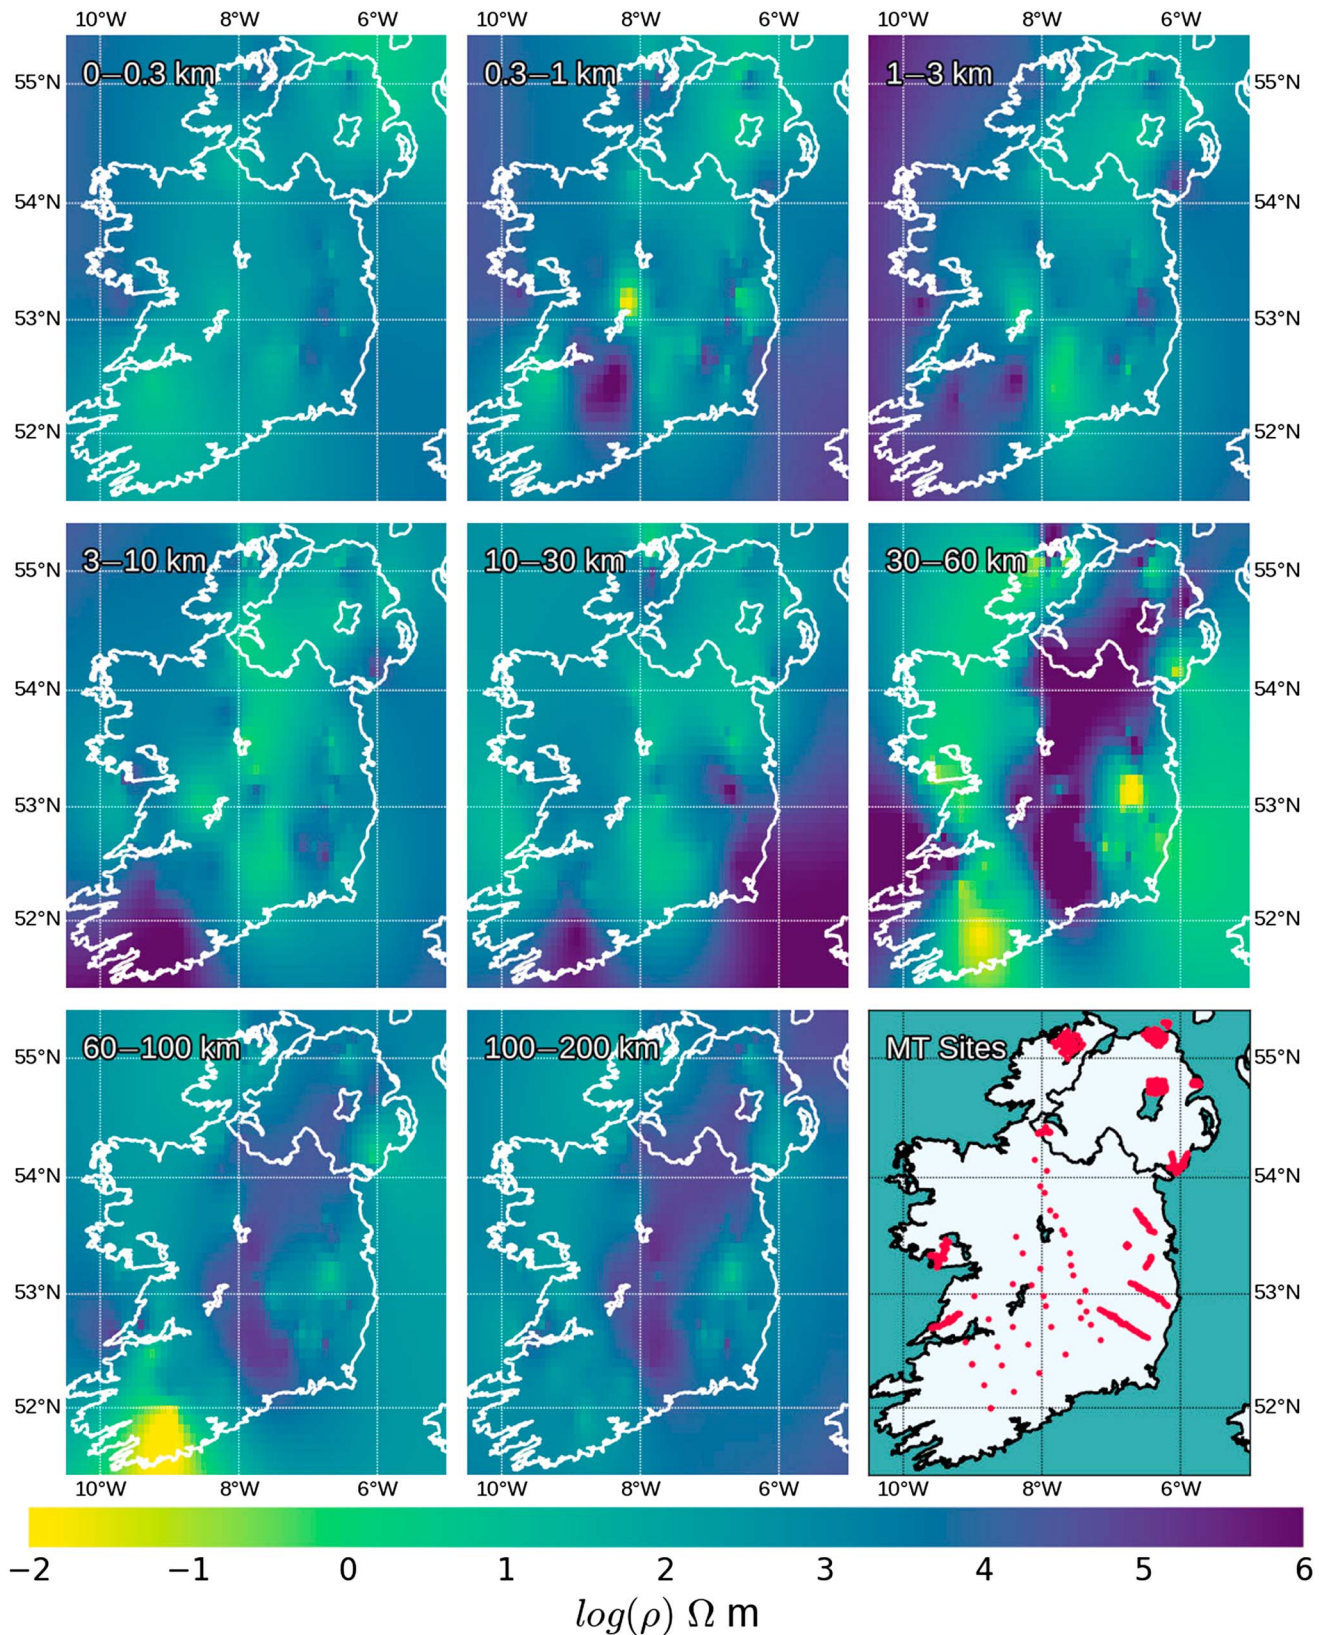 10°W 8°W 6°W 10°W 8°W 6°W 10°W 8°W 6°W
0–0.3 km 0.3–1 km 1–3 km
55°N 55°N
54°N 54°N
53°N 53°N
52°N 52°N
3–10 km 10–30 km 30–60 km
55°N 55°N
54°N 54°N
53°N 53°N
52°N 52°N
60–100 km 100–200 km MT Sites
55°N 55°N
54°N 54°N
53°N 53°N
52°N 52°N
10°W 8°W 6°W 10°W 8°W 6°W 10°W 8°W 6°W
−2 −1 0 1 2 3 4 5 6
log(ρ) Ω m